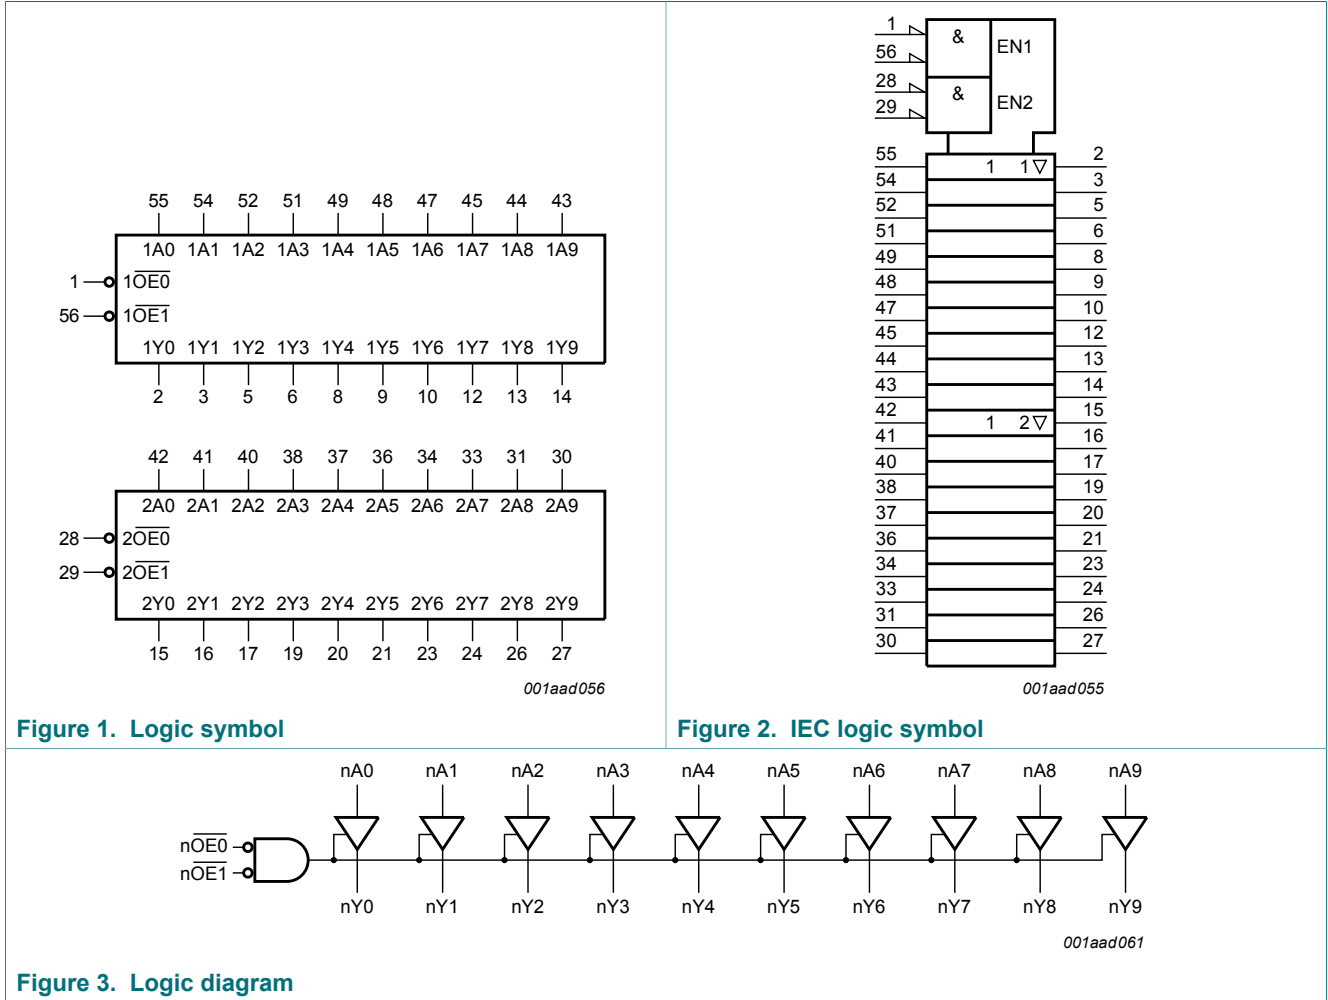 55 54 52 51 49 48 47 45 44 43
1A0 1A1 1A2 1A3 1A4 1A5 1A6 1A7 1A8 1A9
1 1OE0
56 1OE1
1Y0 1Y1 1Y2 1Y3 1Y4 1Y5 1Y6 1Y7 1Y8 1Y9
2 3 5 6 8 9 10 12 13 14
42 41 40 38 37 36 34 33 31 30
2A0 2A1 2A2 2A3 2A4 2A5 2A6 2A7 2A8 2A9
28 2OE0
29 2OE1
2Y0 2Y1 2Y2 2Y3 2Y4 2Y5 2Y6 2Y7 2Y8 2Y9
15 16 17 19 20 21 23 24 26 27
001aad056
Figure 1. Logic symbol
1 &
56 EN1
28 &
29 EN2
55 1 1▽ 2
54 3
52 5
51 6
49 8
48 9
47 10
45 12
44 13
43 14
42 1 2▽ 15
41 16
40 17
38 19
37 20
36 21
34 23
33 24
31 26
30 27
001aad055
Figure 2. IEC logic symbol
nA0 nA1 nA2 nA3 nA4 nA5 nA6 nA7 nA8 nA9
nOE0
nOE1
nY0 nY1 nY2 nY3 nY4 nY5 nY6 nY7 nY8 nY9
001aad061
Figure 3. Logic diagram